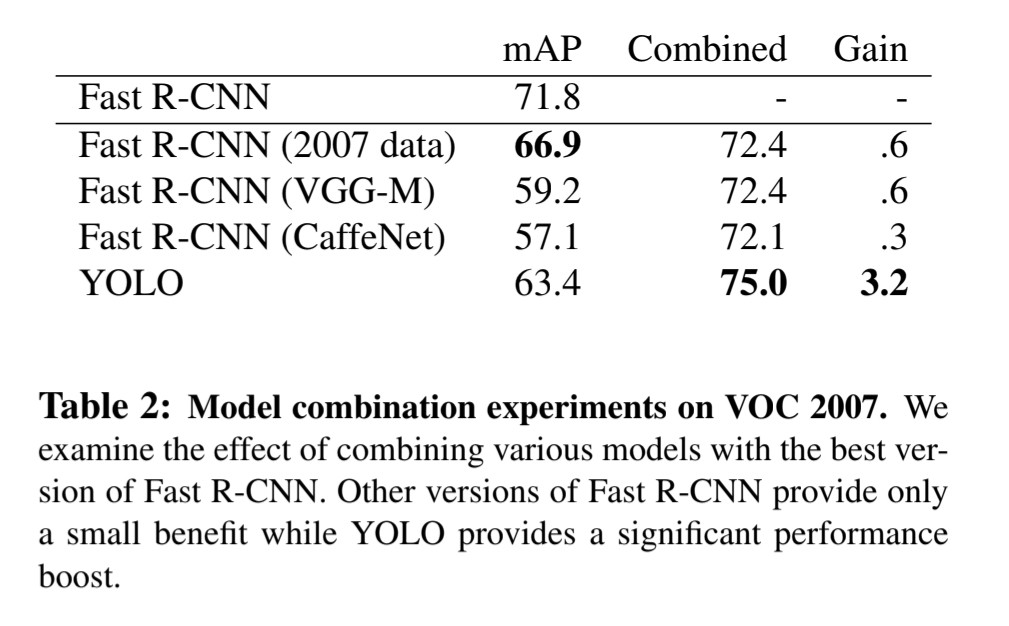 mAP Combined Gain
Fast R-CNN 71.8 - -
Fast R-CNN (2007 data) 66.9 72.4 .6
Fast R-CNN (VGG-M) 59.2 72.4 .6
Fast R-CNN (CaffeNet) 57.1 72.1 .3
YOLO 63.4 75.0 3.2
Table 2: Model combination experiments on VOC 2007. We
examine the effect of combining various models with the best ver-
sion of Fast R-CNN. Other versions of Fast R-CNN provide only
a small benefit while YOLO provides a significant performance
boost.